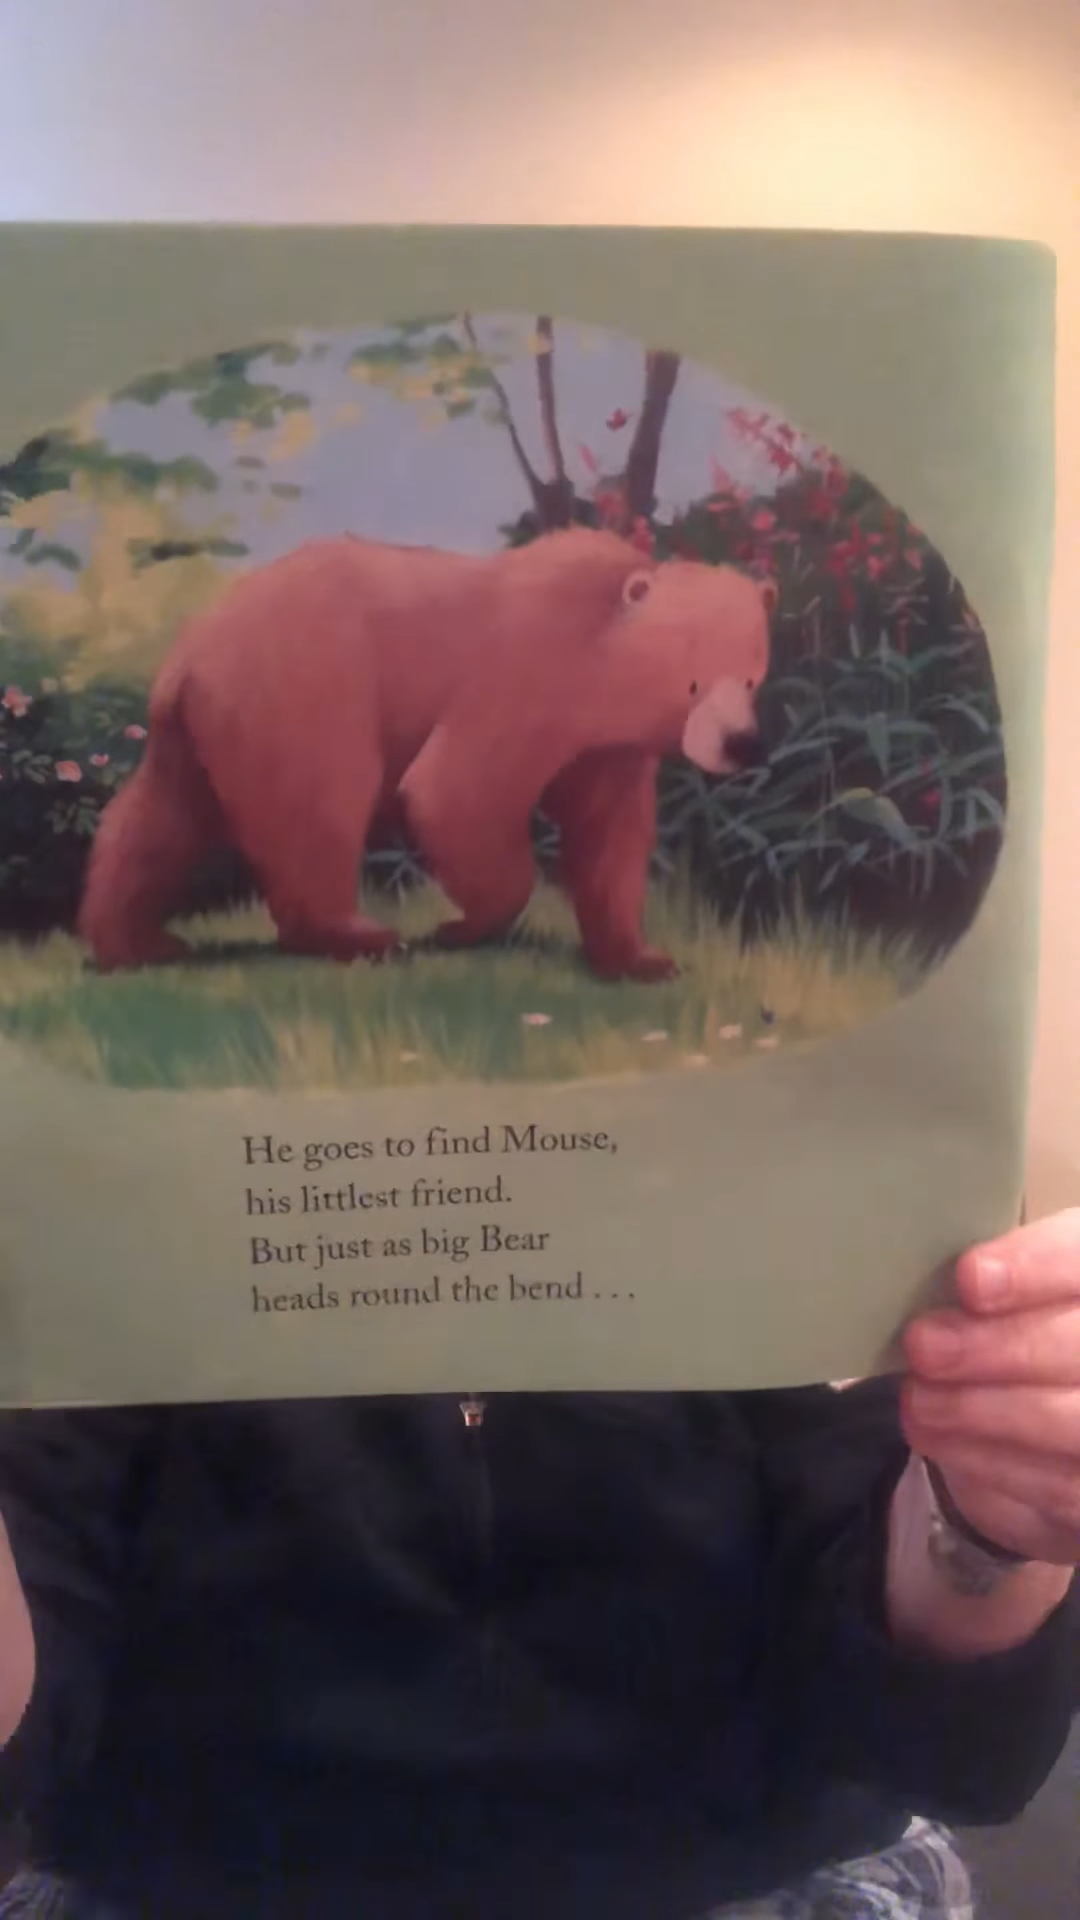 He goes to find Mouse,
his littlest friend.
But just as big Bear
heads round the bend . . .